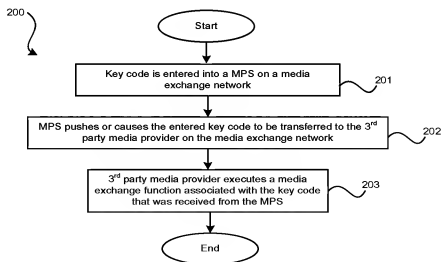 200
Start
Key code is entered into a MPS on a media
exchange network
201
MPS pushes or causes the entered key code to be transferred to the 3rd
party media provider on the media exchange network
202
3rd party media provider executes a media
exchange function associated with the key code
that was received from the MPS
203
End